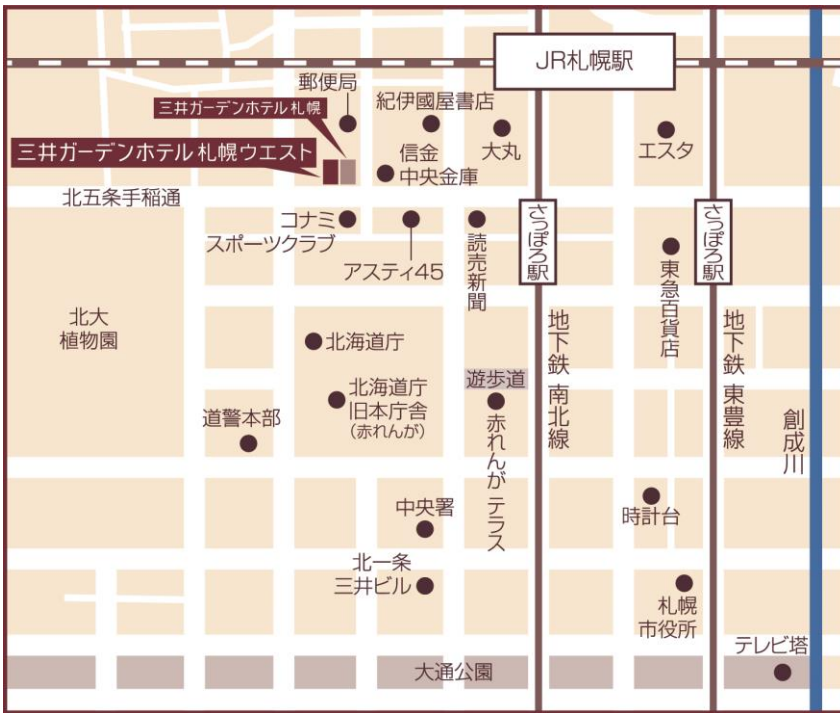 JR札幌駅
郵便局
三井ガーデンホテル 札幌
紀伊國屋書店
三井ガーデンホテル 札幌ウエスト
信金
中央金庫
大丸
エスタ
北五条手稲通
コナミ
スポーツクラブ
アスティ45
読売新聞
さっぽろ駅
さっぽろ駅
東急百貨店
北大
植物園
北海道庁
地下鉄 南北線
地下鉄 東豊線
北海道庁
旧本庁舎
(赤れんが)
遊歩道
赤れんが テラス
道警本部
創成川
中央署
時計台
北一条
三井ビル
札幌
市役所
テレビ塔
大通公園